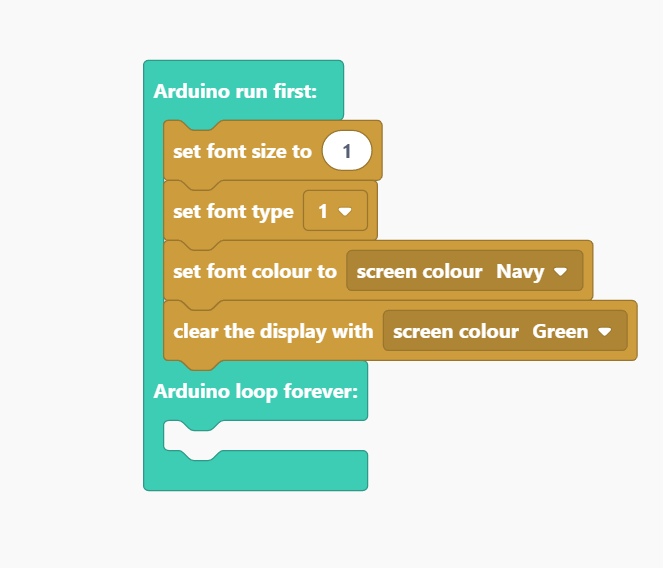 Arduino run first:
set font size to 1
set font type 1
set font colour to screen colour Navy
clear the display with screen colour Green
Arduino loop forever: